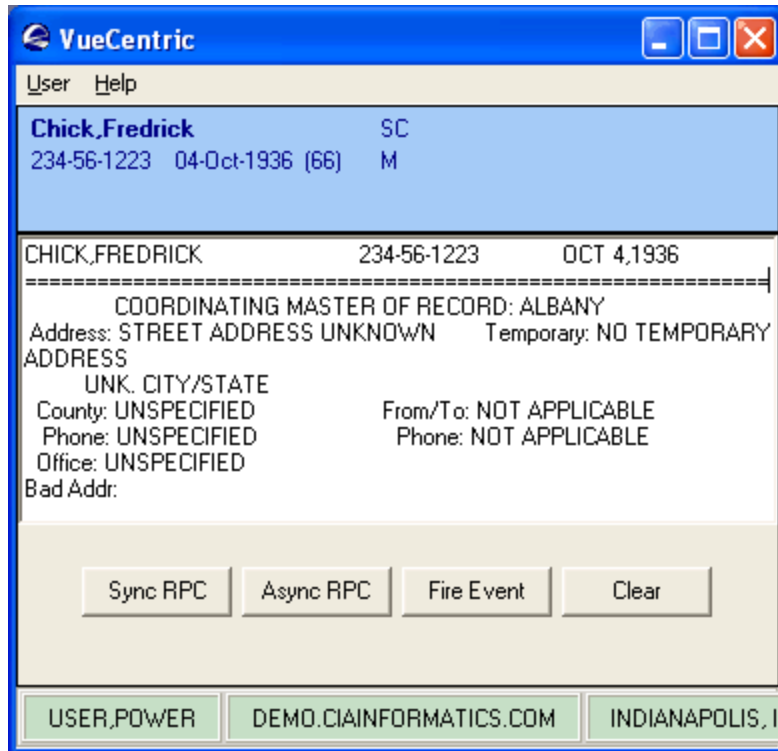 VueCentric
User Help
Chick,Fredrick SC
234-56-1223 04-Oct-1936 (66) M
CHICK,FREDRICK 234-56-1223 OCT 4,1936
==============================================================
COORDINATING MASTER OF RECORD: ALBANY
Address: STREET ADDRESS UNKNOWN Temporary: NO TEMPORARY
ADDRESS
UNK. CITY/STATE
County: UNSPECIFIED From/To: NOT APPLICABLE
Phone: UNSPECIFIED Phone: NOT APPLICABLE
Office: UNSPECIFIED
Bad Addr:
Sync RPC Async RPC Fire Event Clear
USER,POWER DEMO.CIAINFORMATICS.COM INDIANAPOLIS, I